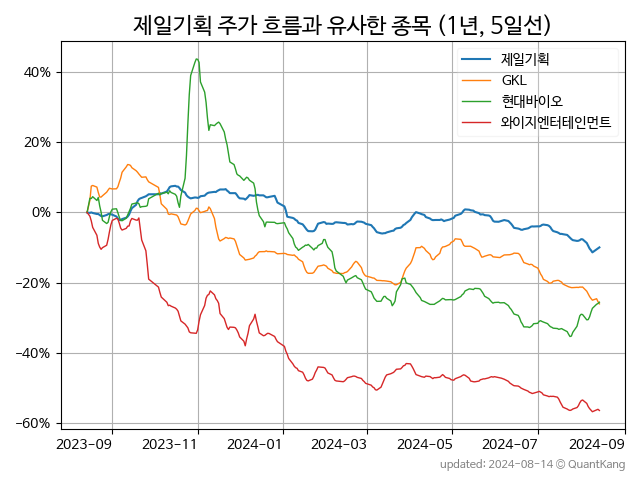 제일기획 주가 흐름과 유사한 종목 (1년, 5일선)
제일기획
GKL
현대바이오
와이지엔터테인먼트
40%
20%
0%
−20%
−40%
−60%
2023-09 2023-11 2024-01 2024-03 2024-05 2024-07 2024-09
updated: 2024-08-14 © QuantKang